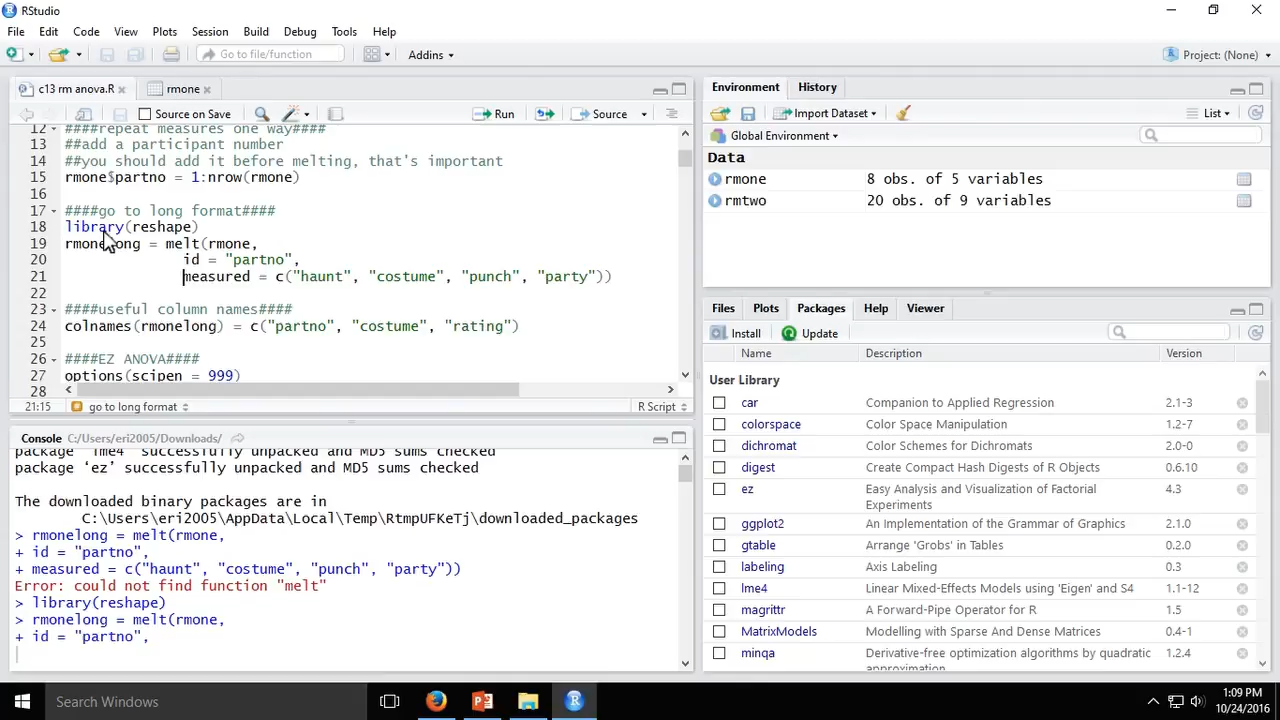 RStudio
File Edit Code View Plots Session Build Debug Tools Help
Go to file/function
Addins
Project: (None)
c13 rm anova.R
rmone
Source on Save
Run
Source
12 ####repeat measures one way####
13 ##add a participant number
14 ##you should add it before melting, that's important
15 rmone$partno = 1:nrow(rmone)
16
17 ####go to long format####
18 library(reshape)
19 rmonelong = melt(rmone,
20 id = "partno",
21 measured = c("haunt", "costume", "punch", "party"))
22
23 ####useful column names####
24 colnames(rmonelong) = c("partno", "costume", "rating")
25
26 ####EZ ANOVA####
27 options(scipen = 999)
28
21:15 go to long format R Script
Console C:/Users/eri2005/Downloads/
package ‘lme4’ successfully unpacked and MD5 sums checked
package ‘ez’ successfully unpacked and MD5 sums checked
The downloaded binary packages are in
C:\Users\eri2005\AppData\Local\Temp\RtmpUFKeTj\downloaded_packages
> rmonelong = melt(rmone,
+ id = "partno",
+ measured = c("haunt", "costume", "punch", "party"))
Error: could not find function "melt"
> library(reshape)
> rmonelong = melt(rmone,
+ id = "partno",
Environment History
Import Dataset
List
Global Environment
Data
rmone 8 obs. of 5 variables
rmtwo 20 obs. of 9 variables
Files Plots Packages Help Viewer
Install Update
Name Description Version
User Library
car Companion to Applied Regression 2.1-3
colorspace Color Space Manipulation 1.2-7
dichromat Color Schemes for Dichromats 2.0-0
digest Create Compact Hash Digests of R Objects 0.6.10
ez Easy Analysis and Visualization of Factorial 4.3
Experiments
ggplot2 An Implementation of the Grammar of Graphics 2.1.0
gtable Arrange 'Grobs' in Tables 0.2.0
labeling Axis Labeling 0.3
lme4 Linear Mixed-Effects Models using 'Eigen' and S4 1.1-12
magrittr A Forward-Pipe Operator for R 1.5
MatrixModels Modelling with Sparse And Dense Matrices 0.4-1
minqa Derivative-free optimization algorithms by quadratic 1.2.4
approximation
Search Windows
1:09 PM
10/24/2016